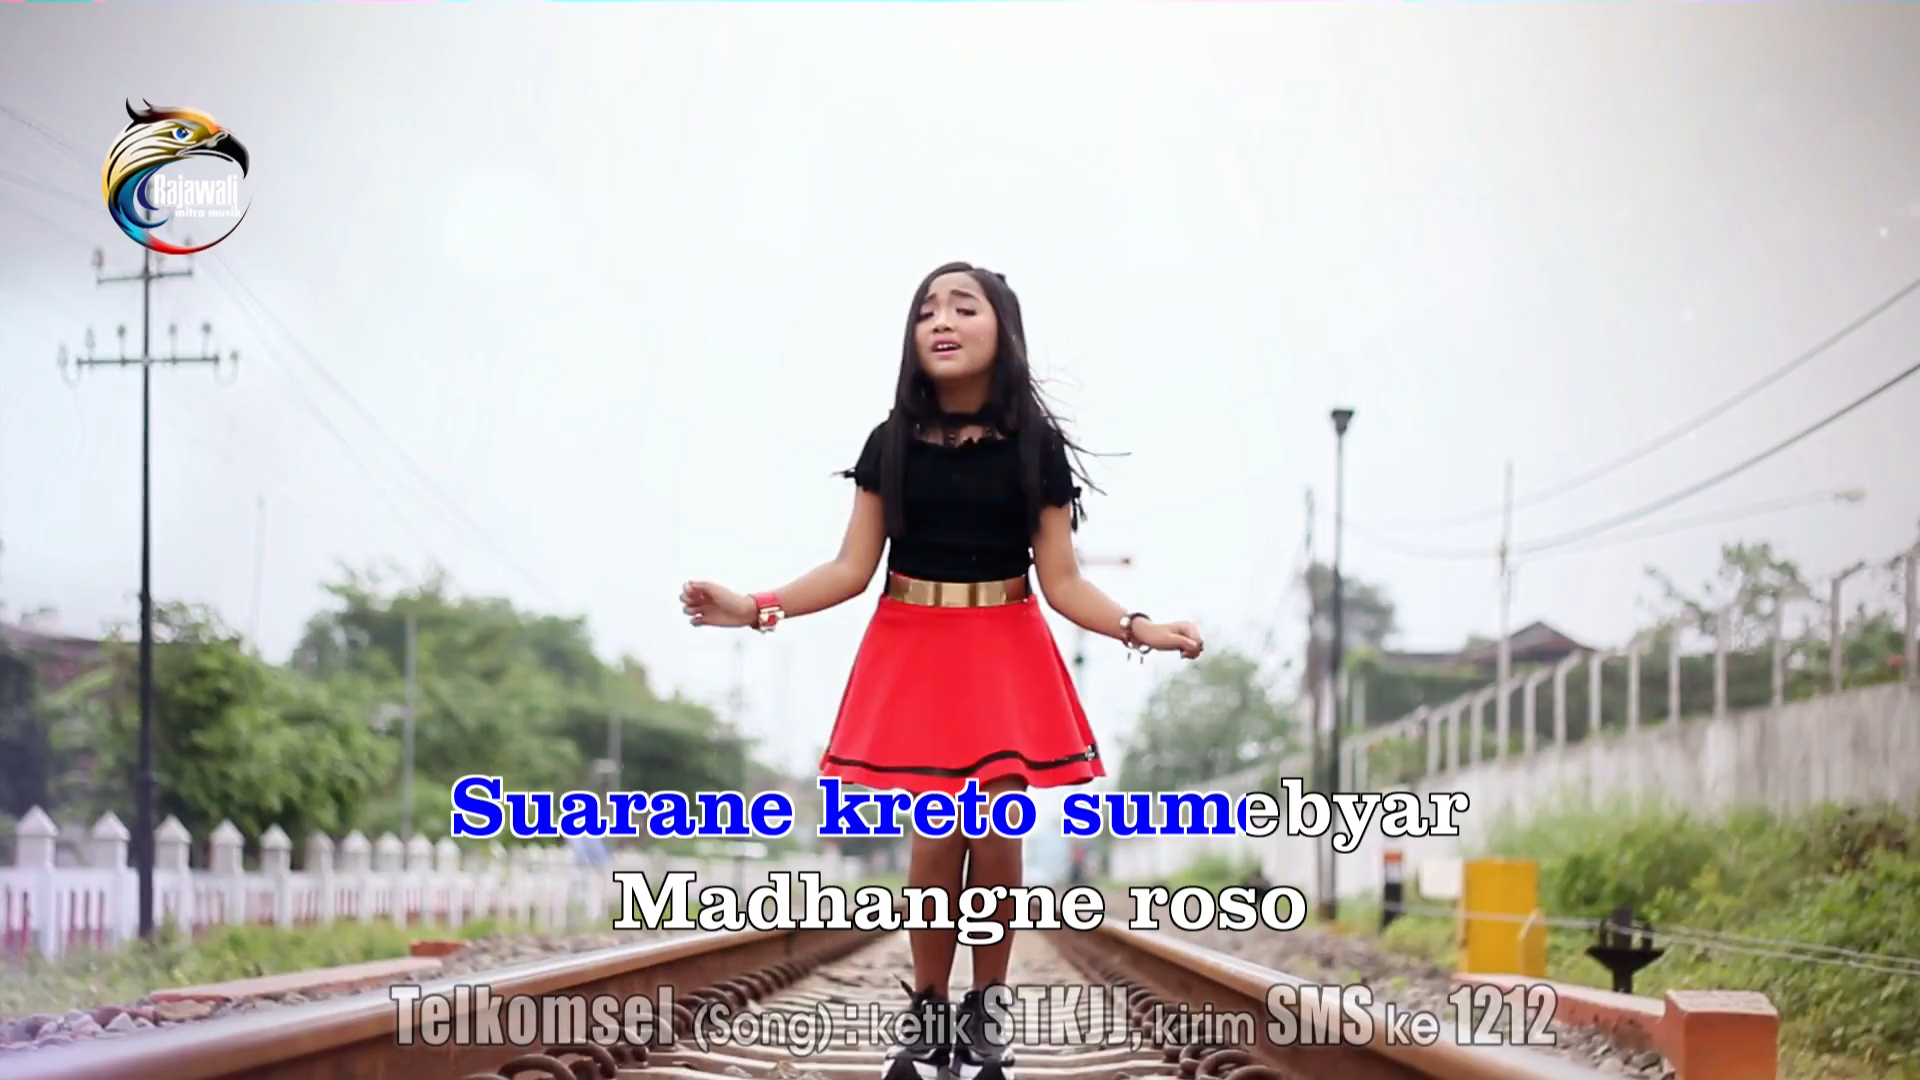 Rajawali
mitra musik
Suarane kreto sumebyar
Madhangne roso
Telkomsel (Song) : ketik STKJJ, kirim SMS ke 1212